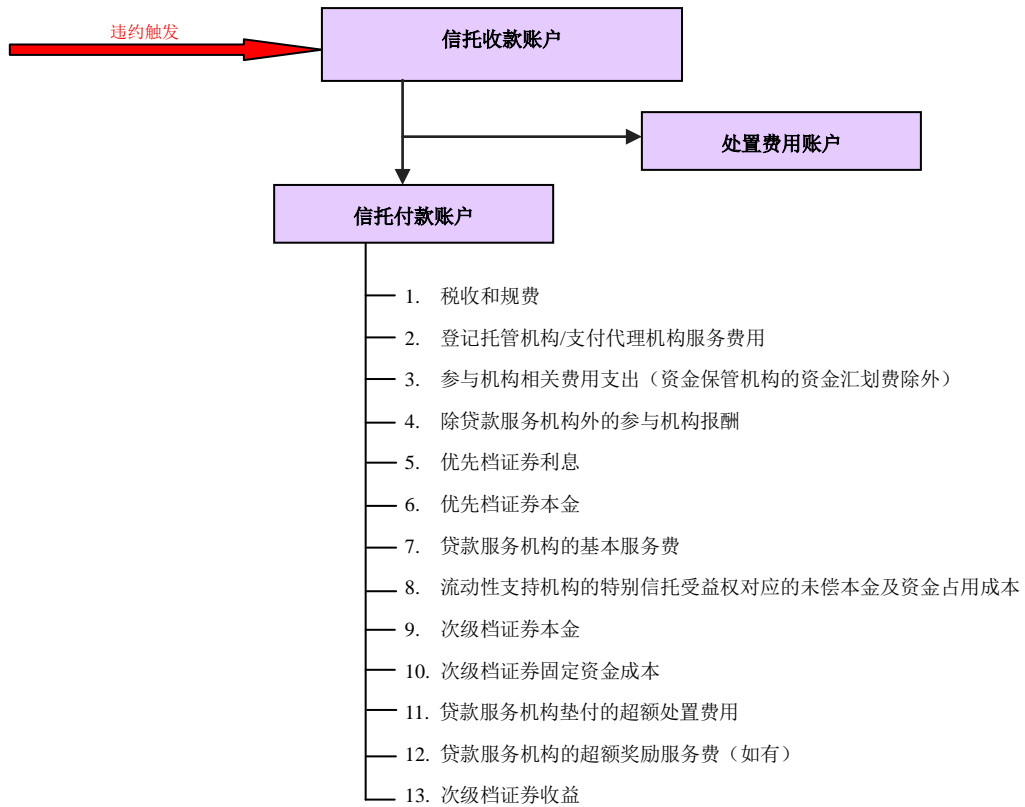 违约触发
信托收款账户
处置费用账户
信托付款账户
1. 税收和规费
2. 登记托管机构/支付代理机构服务费用
3. 参与机构相关费用支出（资金保管机构的资金汇划费除外）
4. 除贷款服务机构外的参与机构报酬
5. 优先档证券利息
6. 优先档证券本金
7. 贷款服务机构的基本服务费
8. 流动性支持机构的特别信托受益权对应的未偿本金及资金占用成本
9. 次级档证券本金
10. 次级档证券固定资金成本
11. 贷款服务机构垫付的超额处置费用
12. 贷款服务机构的超额奖励服务费（如有）
13. 次级档证券收益